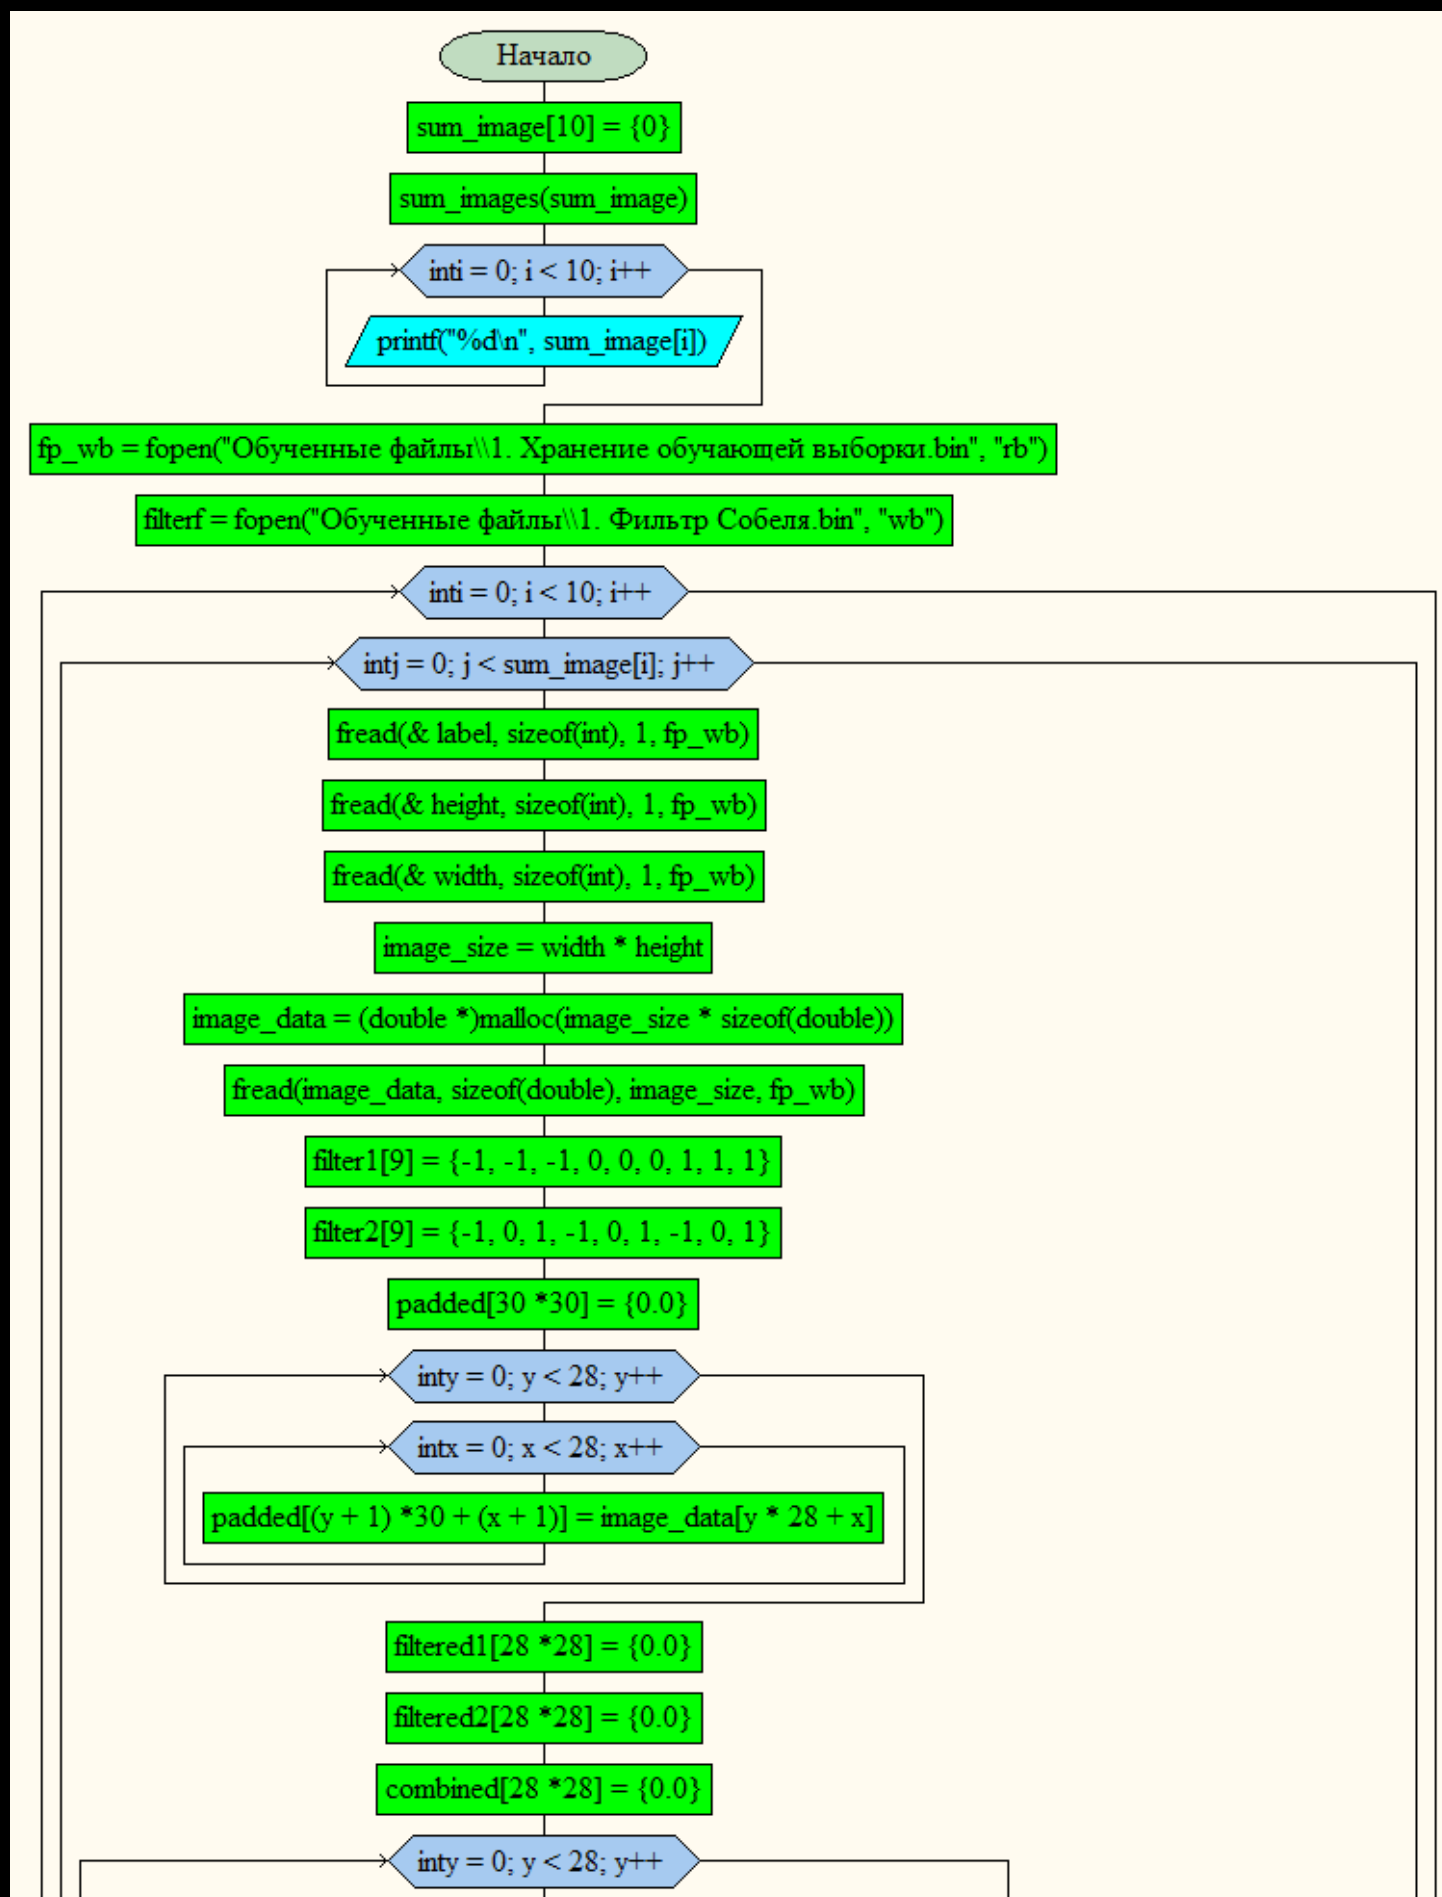 Начало
sum_image[10] = {0}
sum_images(sum_image)
inti = 0; i < 10; i++
printf("%d\n", sum_image[i])
fp_wb = fopen("Обученные файлы\\1. Хранение обучающей выборки.bin", "rb")
filterf = fopen("Обученные файлы\\1. Фильтр Собеля.bin", "wb")
inti = 0; i < 10; i++
intj = 0; j < sum_image[i]; j++
fread(& label, sizeof(int), 1, fp_wb)
fread(& height, sizeof(int), 1, fp_wb)
fread(& width, sizeof(int), 1, fp_wb)
image_size = width * height
image_data = (double *)malloc(image_size * sizeof(double))
fread(image_data, sizeof(double), image_size, fp_wb)
filter1[9] = {-1, -1, -1, 0, 0, 0, 1, 1, 1}
filter2[9] = {-1, 0, 1, -1, 0, 1, -1, 0, 1}
padded[30 *30] = {0.0}
inty = 0; y < 28; y++
intx = 0; x < 28; x++
padded[(y + 1) *30 + (x + 1)] = image_data[y * 28 + x]
filtered1[28 *28] = {0.0}
filtered2[28 *28] = {0.0}
combined[28 *28] = {0.0}
inty = 0; y < 28; y++